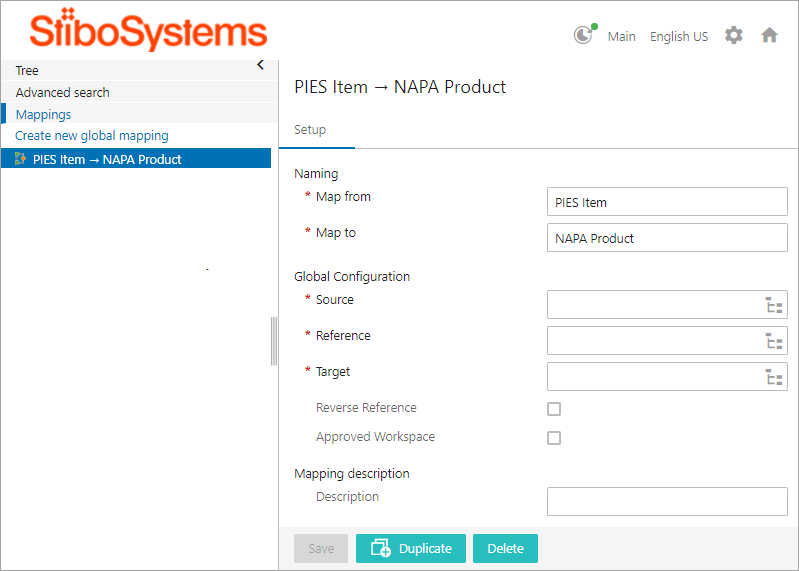 StiboSystems
Main English US
Tree
Advanced search
Mappings
Create new global mapping
PIES Item → NAPA Product
PIES Item → NAPA Product
Setup
Naming
* Map from
PIES Item
* Map to
NAPA Product
Global Configuration
* Source
* Reference
* Target
Reverse Reference
Approved Workspace
Mapping description
Description
Save
Duplicate
Delete